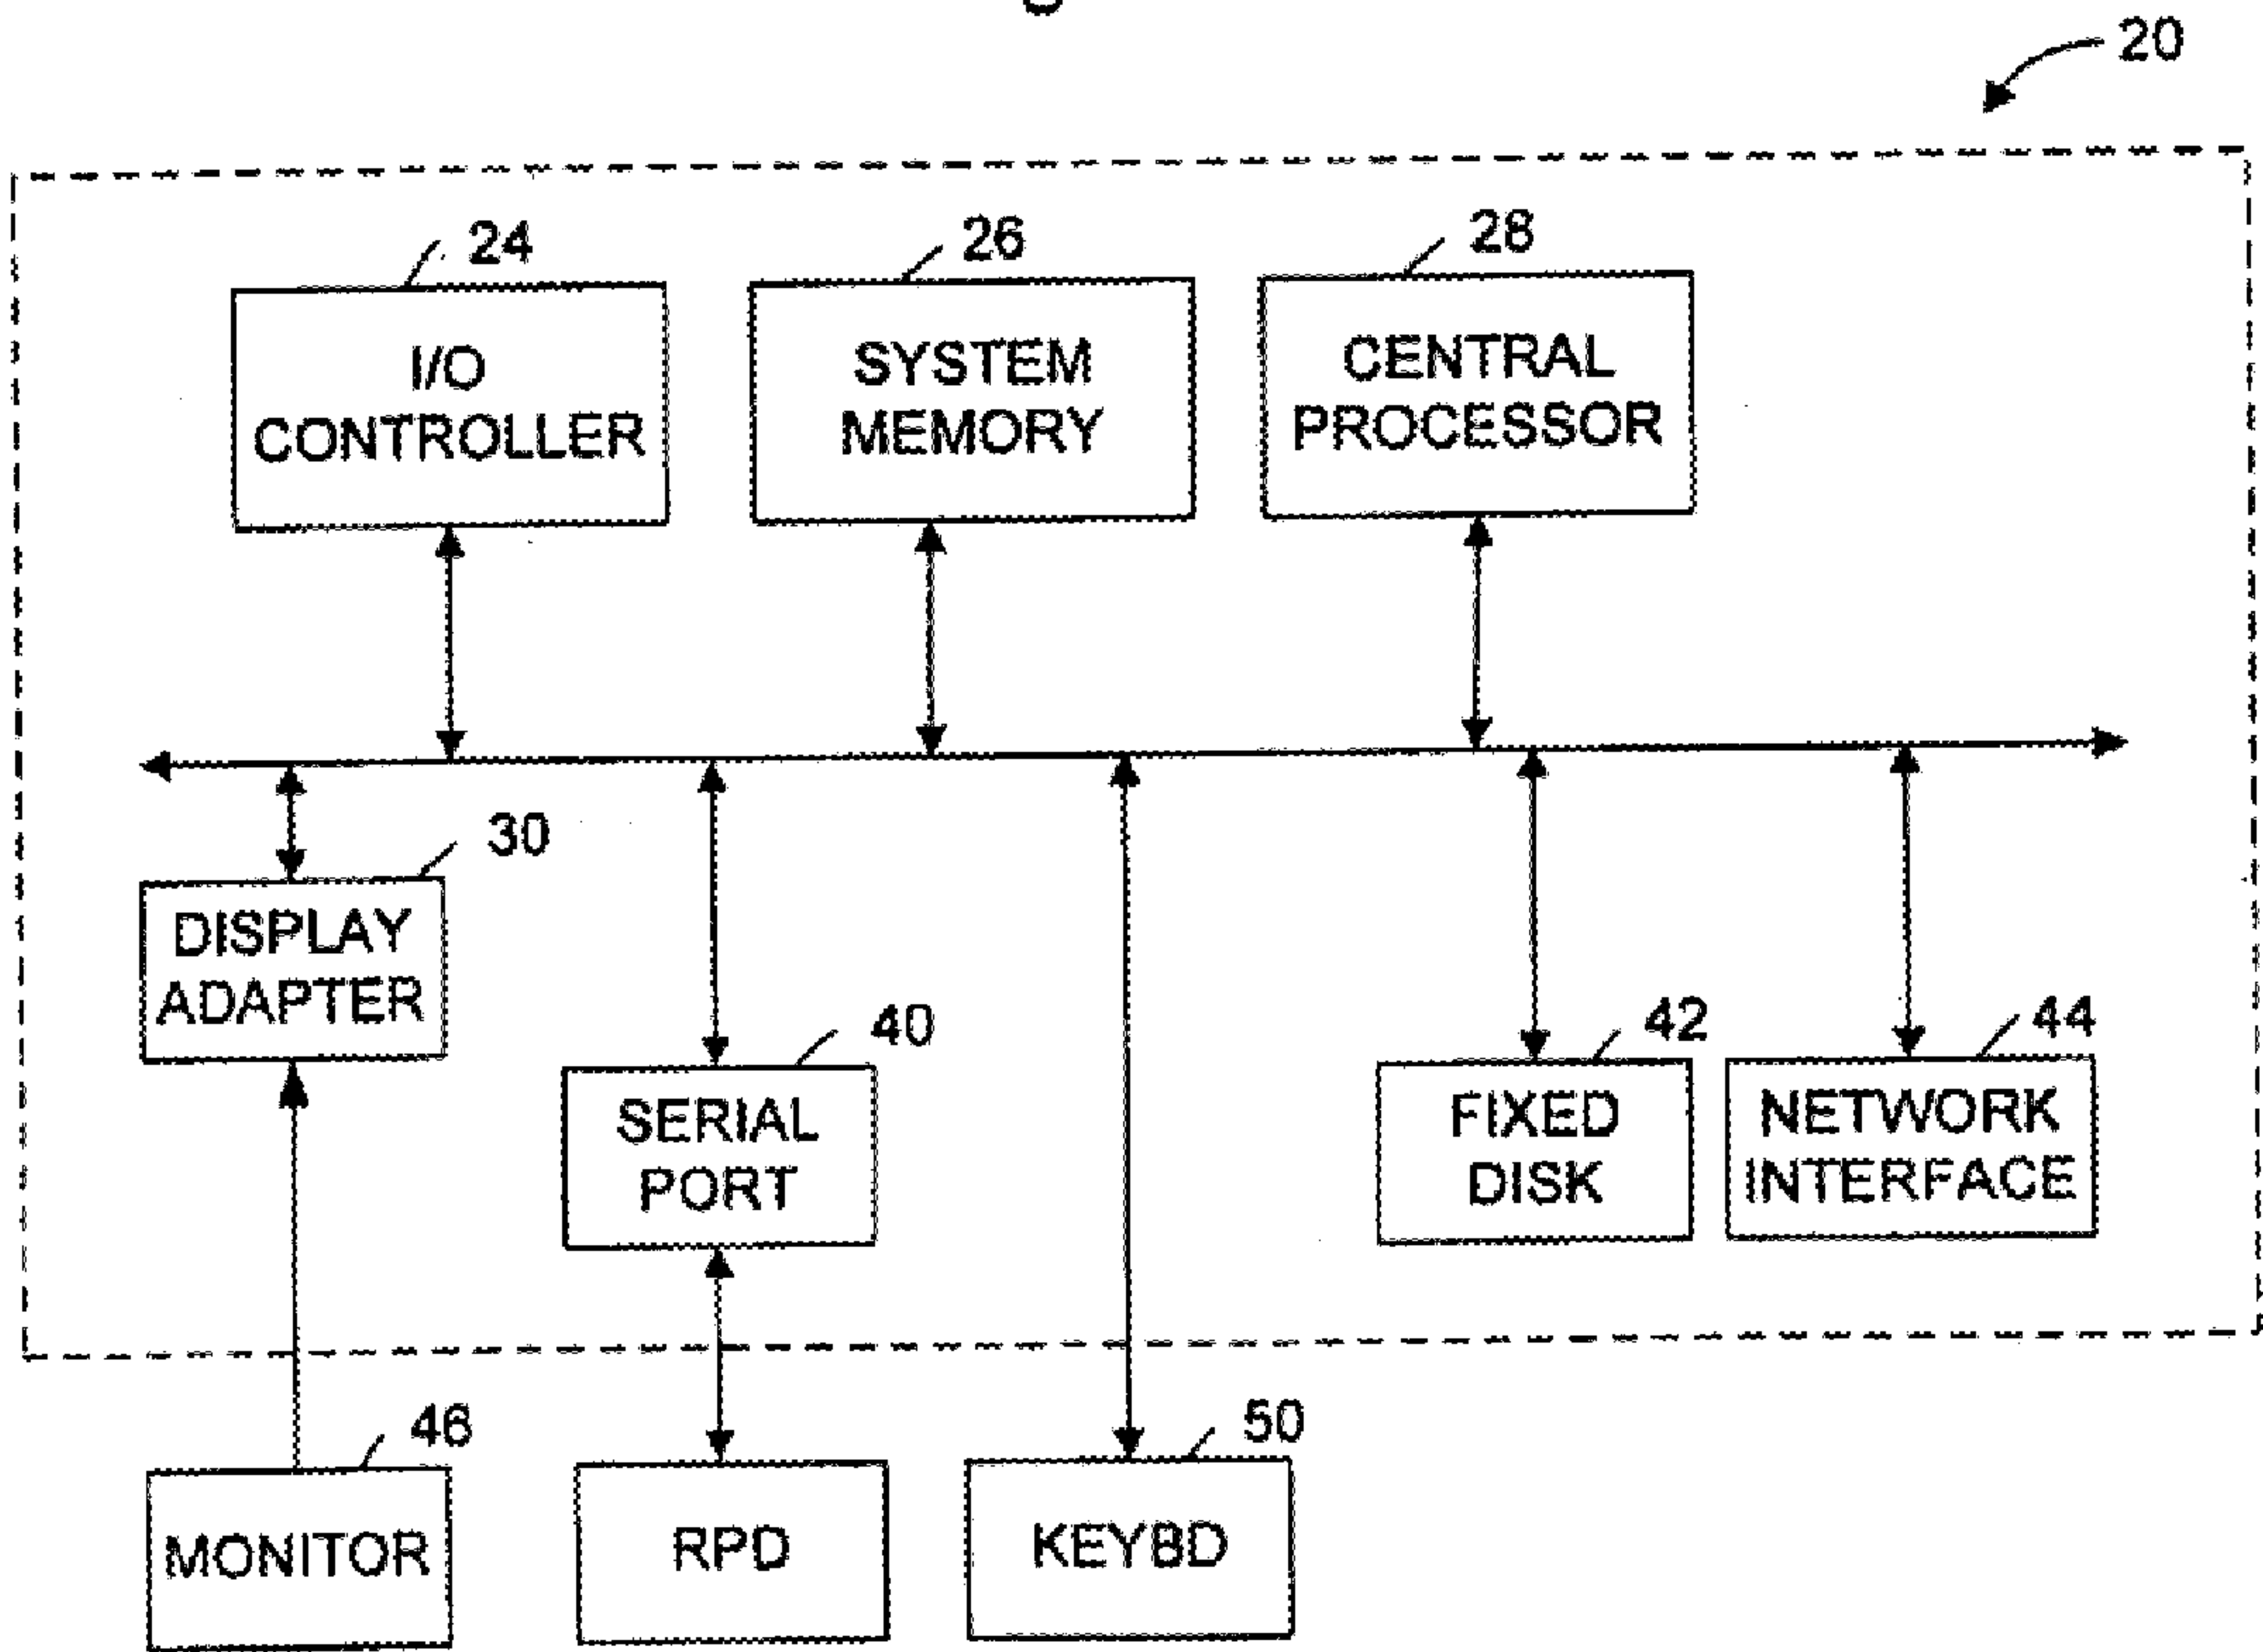 20
24
26
28
I/O
CONTROLLER
SYSTEM
MEMORY
CENTRAL
PROCESSOR
30
DISPLAY
ADAPTER
40
SERIAL
PORT
42
FIXED
DISK
44
NETWORK
INTERFACE
46
MONITOR
RPD
50
KEYBD